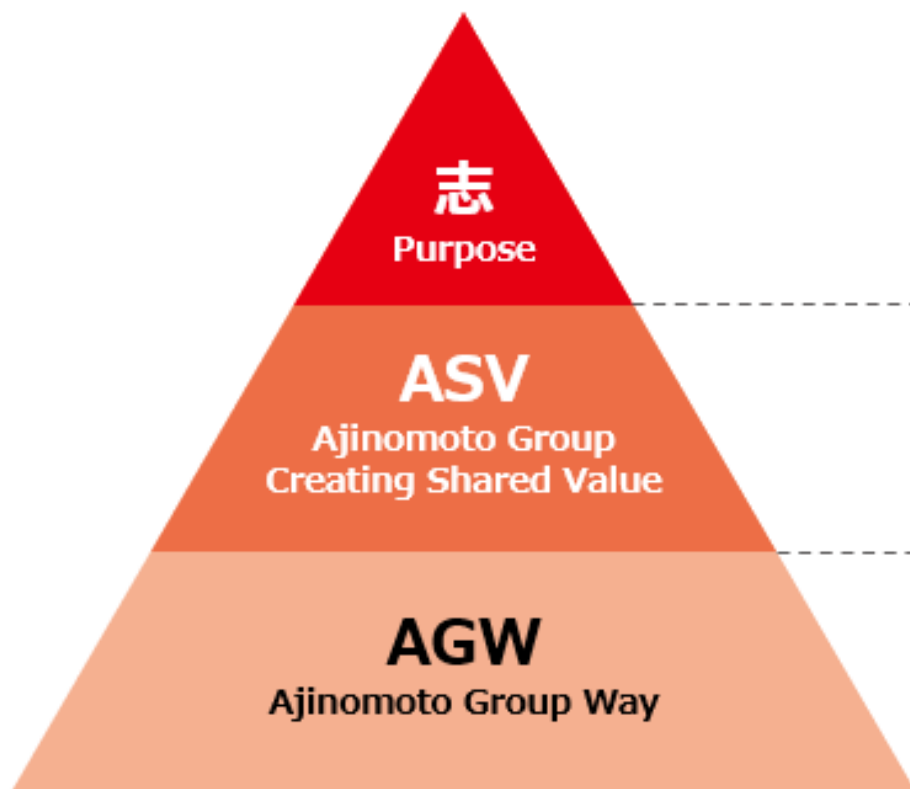 志
Purpose
ASV
Ajinomoto Group
Creating Shared Value
AGW
Ajinomoto Group Way